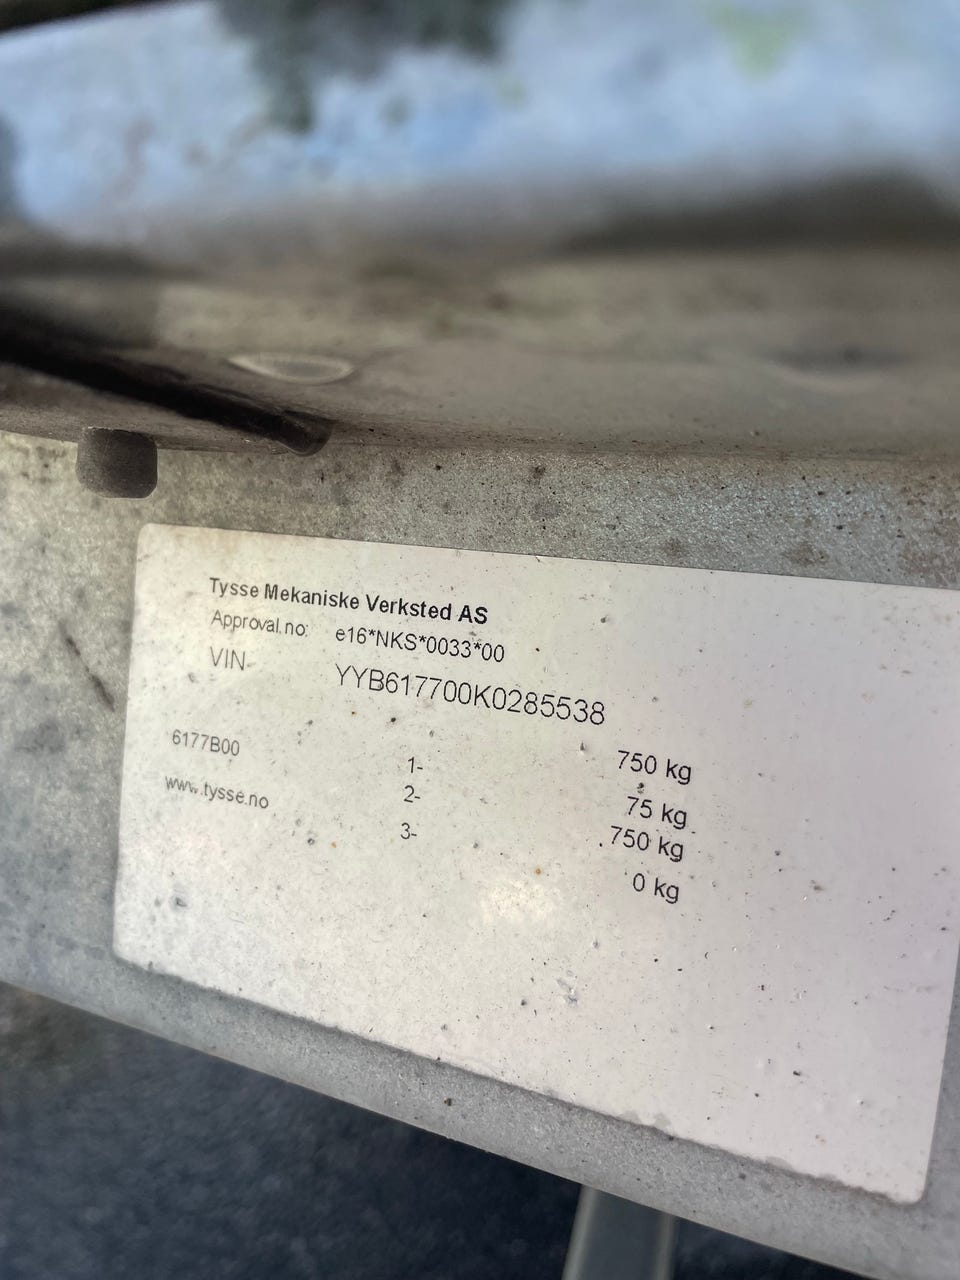 Tysse Mekaniske Verksted AS
Approval.no: e16*NKS*0033*00
VIN- YYB617700K0285538
6177B00 1- 750 kg
www.tysse.no 2- 75 kg
3- 750 kg
0 kg